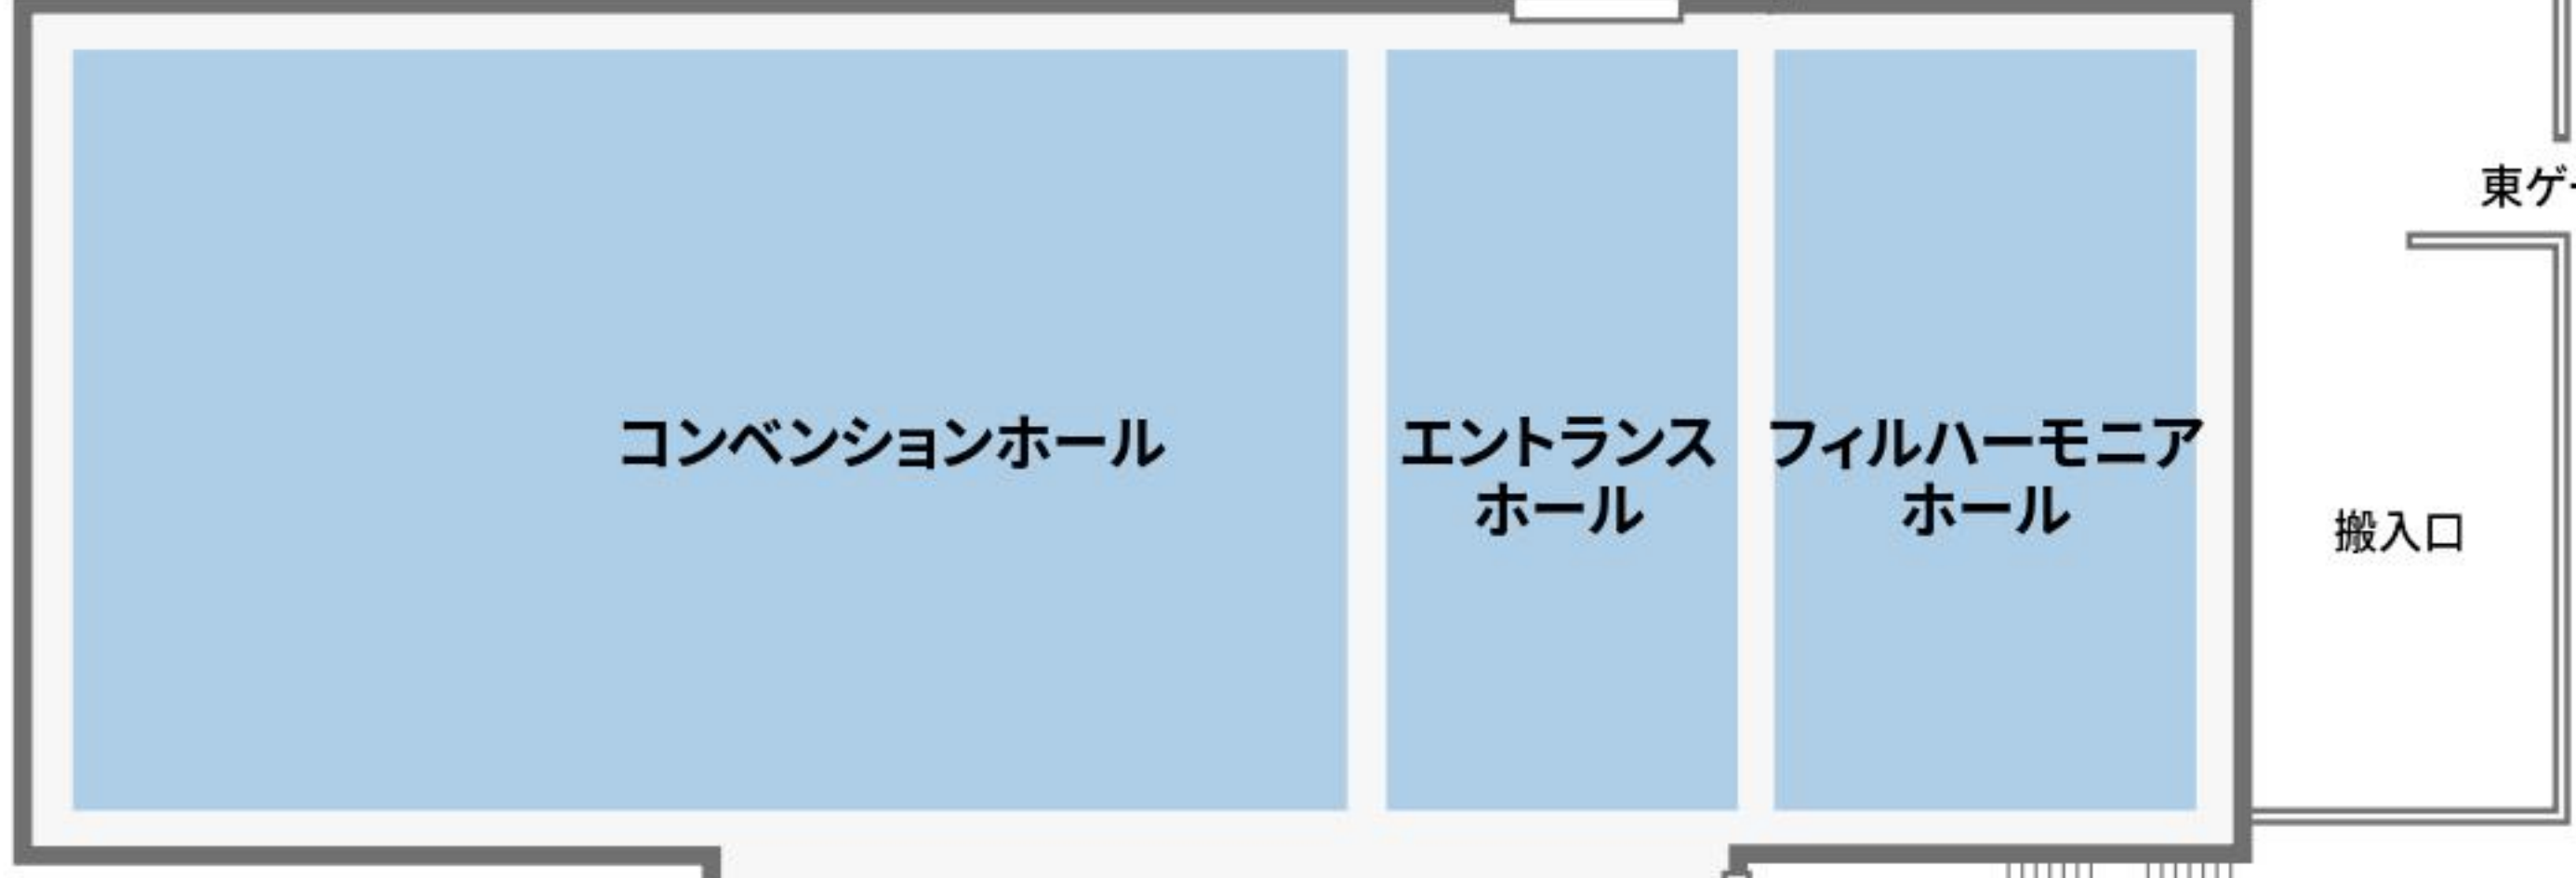 東ゲ
コンベンションホール
エントランス
ホール
フィルハーモニア
ホール
搬入口